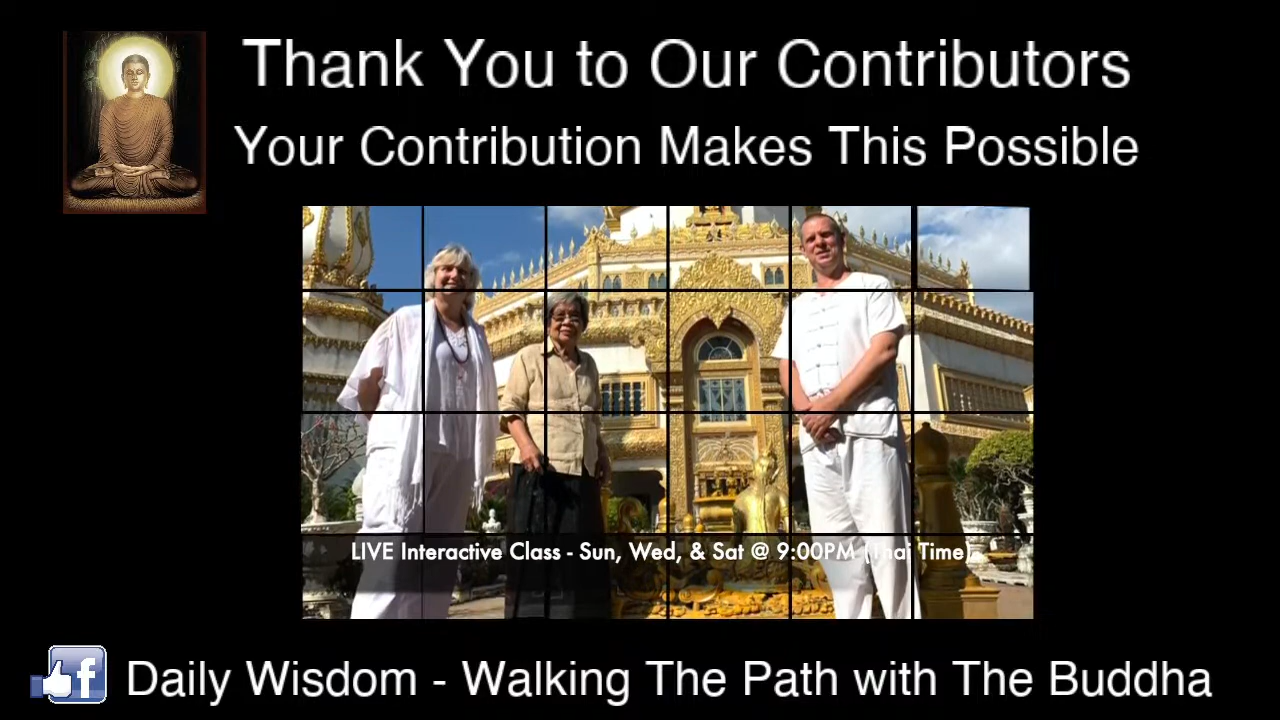 Thank You to Our Contributors
Your Contribution Makes This Possible
LIVE Interactive Class - Sun, Wed, & Sat @ 9:00PM (Thai Time)
f Daily Wisdom - Walking The Path with The Buddha